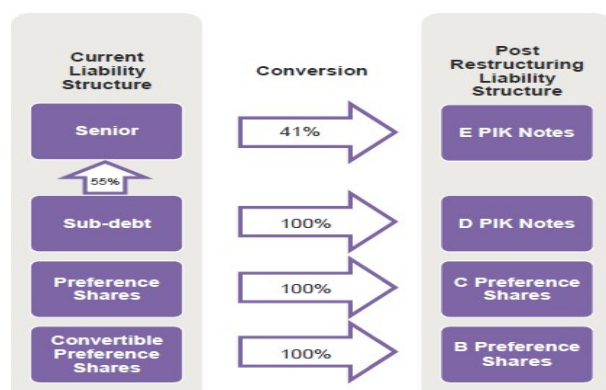 Current
Liability
Structure
Conversion
Post
Restructuring
Liability
Structure
Senior
41%
E PIK Notes
55%
Sub-debt
100%
D PIK Notes
Preference
Shares
100%
C Preference
Shares
Convertible
Preference
Shares
100%
B Preference
Shares